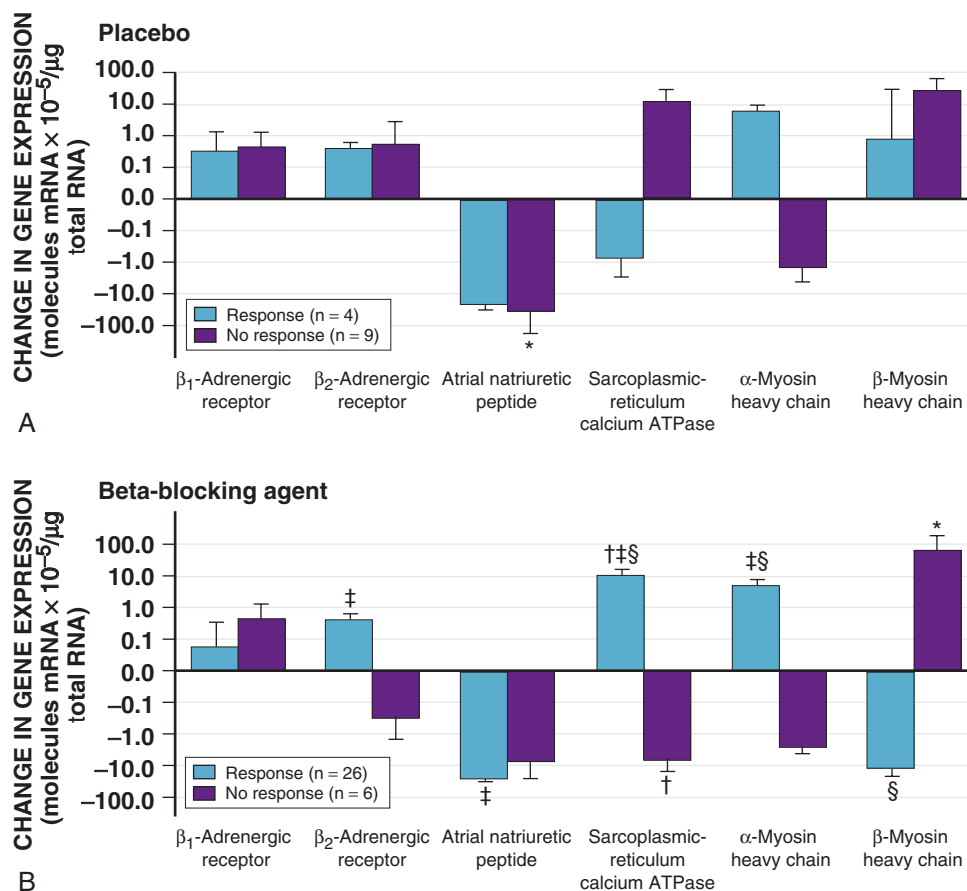 Placebo
CHANGE IN GENE EXPRESSION
(molecules mRNA × 10⁻⁵/μg
total RNA)
100.0
10.0
1.0
0.1
0.0
–0.1
–1.0
–10.0
–100.0
Response (n = 4)
No response (n = 9)
*
β₁-Adrenergic
receptor
β₂-Adrenergic
receptor
Atrial natriuretic
peptide
Sarcoplasmic-
reticulum
calcium ATPase
α-Myosin
heavy chain
β-Myosin
heavy chain
A
Beta-blocking agent
CHANGE IN GENE EXPRESSION
(molecules mRNA × 10⁻⁵/μg
total RNA)
100.0
10.0
1.0
0.1
0.0
–0.1
–1.0
–10.0
–100.0
‡
†‡§
‡§
*
Response (n = 26)
No response (n = 6)
‡
†
§
β₁-Adrenergic
receptor
β₂-Adrenergic
receptor
Atrial natriuretic
peptide
Sarcoplasmic-
reticulum
calcium ATPase
α-Myosin
heavy chain
β-Myosin
heavy chain
B